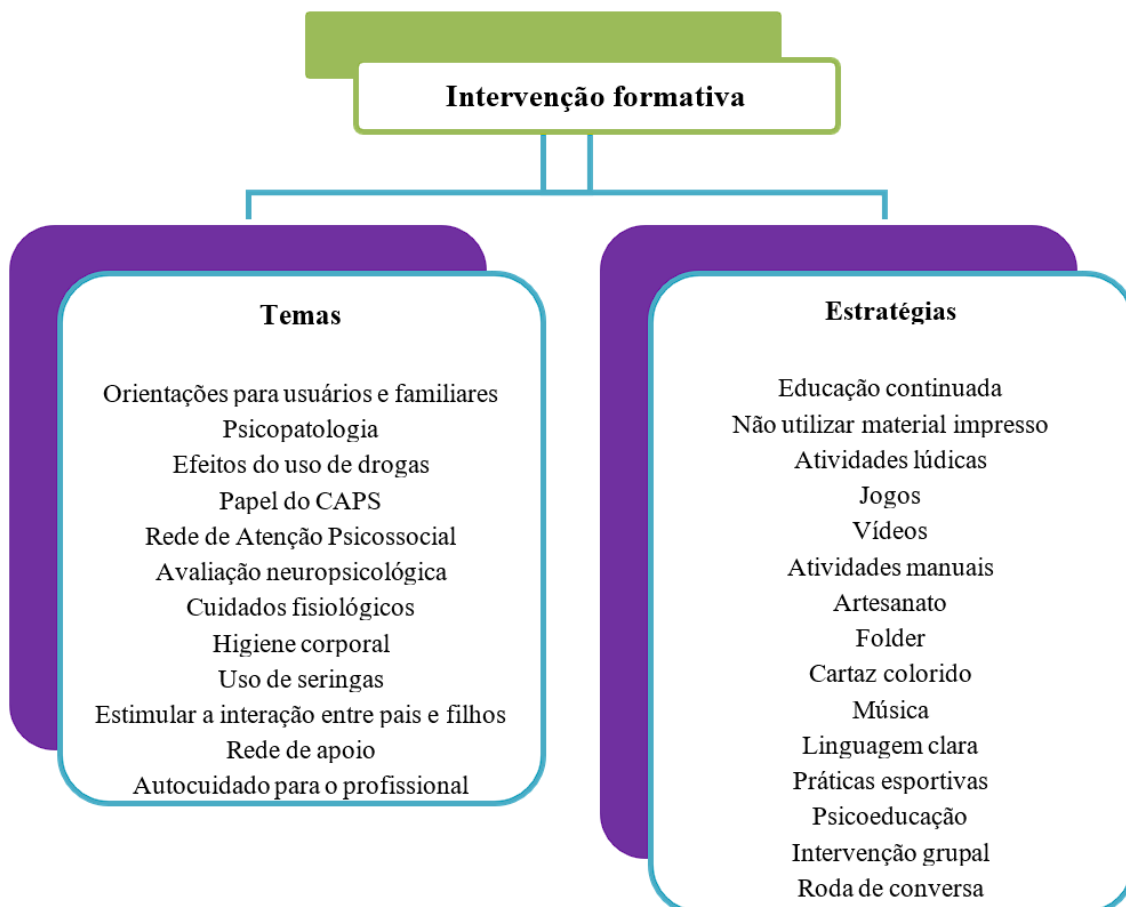 Intervenção formativa
Temas
Orientações para usuários e familiares
Psicopatologia
Efeitos do uso de drogas
Papel do CAPS
Rede de Atenção Psicossocial
Avaliação neuropsicológica
Cuidados fisiológicos
Higiene corporal
Uso de seringas
Estimular a interação entre pais e filhos
Rede de apoio
Autocuidado para o profissional
Estratégias
Educação continuada
Não utilizar material impresso
Atividades lúdicas
Jogos
Vídeos
Atividades manuais
Artesanato
Folder
Cartaz colorido
Música
Linguagem clara
Práticas esportivas
Psicoeducação
Intervenção grupal
Roda de conversa